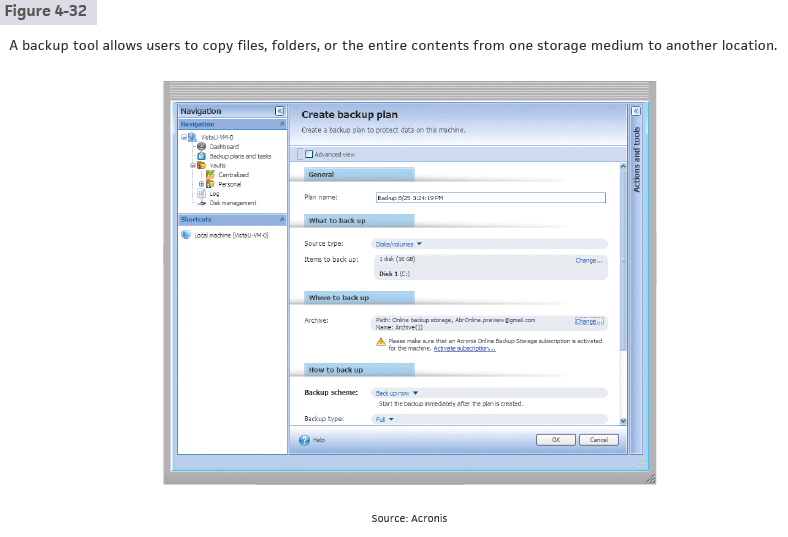 Figure 4-32
A backup tool allows users to copy files, folders, or the entire contents from one storage medium to another location.
Navigation
Navigation
VistaU-VM-0
Dashboard
Backup plans and tasks
Vaults
Centralized
Personal
Log
Disk management
Shortcuts
Local machine [VistaU-VM-0]
Create backup plan
Create a backup plan to protect data on this machine.
Advanced view
General
Plan name:
Backup 6/25 3:24:19 PM
What to back up
Source type:
Disks/volumes
Items to back up:
1 disk (16 GB)
Change...
Disk 1 (C:)
Where to back up
Archive:
Path: Online backup storage, AbrOnline.preview@gmail.com
Change...
Name: Archive(1)
Please make sure that an Acronis Online Backup Storage subscription is activated
for the machine. Activate subscription...
How to back up
Backup scheme:
Back up now
Start the backup immediately after the plan is created.
Backup type:
Full
Help
OK
Cancel
Actions and tools
Source: Acronis